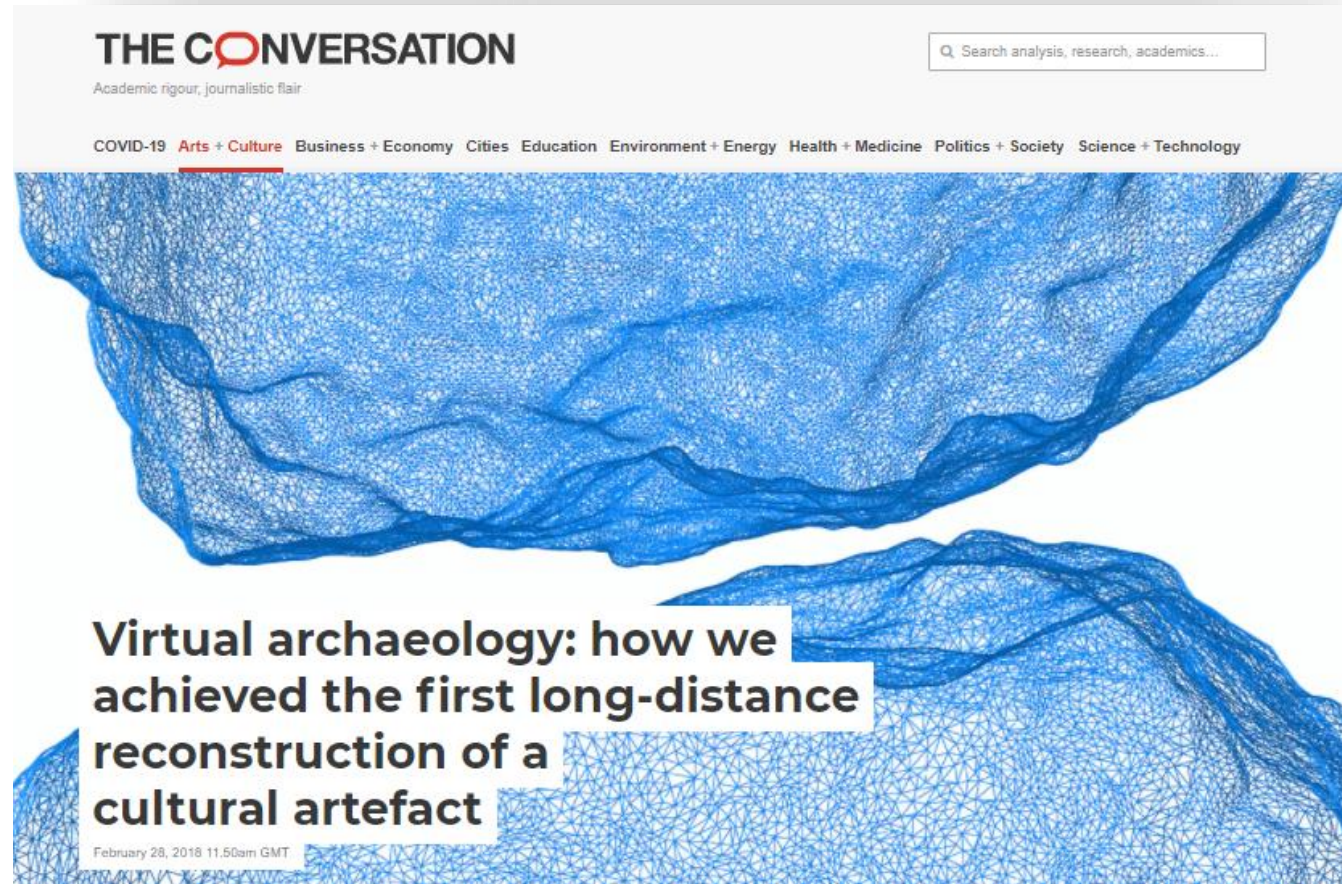 THE CONVERSATION
Search analysis, research, academics...
Academic rigour, journalistic flair
COVID-19 Arts + Culture Business + Economy Cities Education Environment + Energy Health + Medicine Politics + Society Science + Technology
Virtual archaeology: how we
achieved the first long-distance
reconstruction of a
cultural artefact
February 28, 2018 11.50am GMT